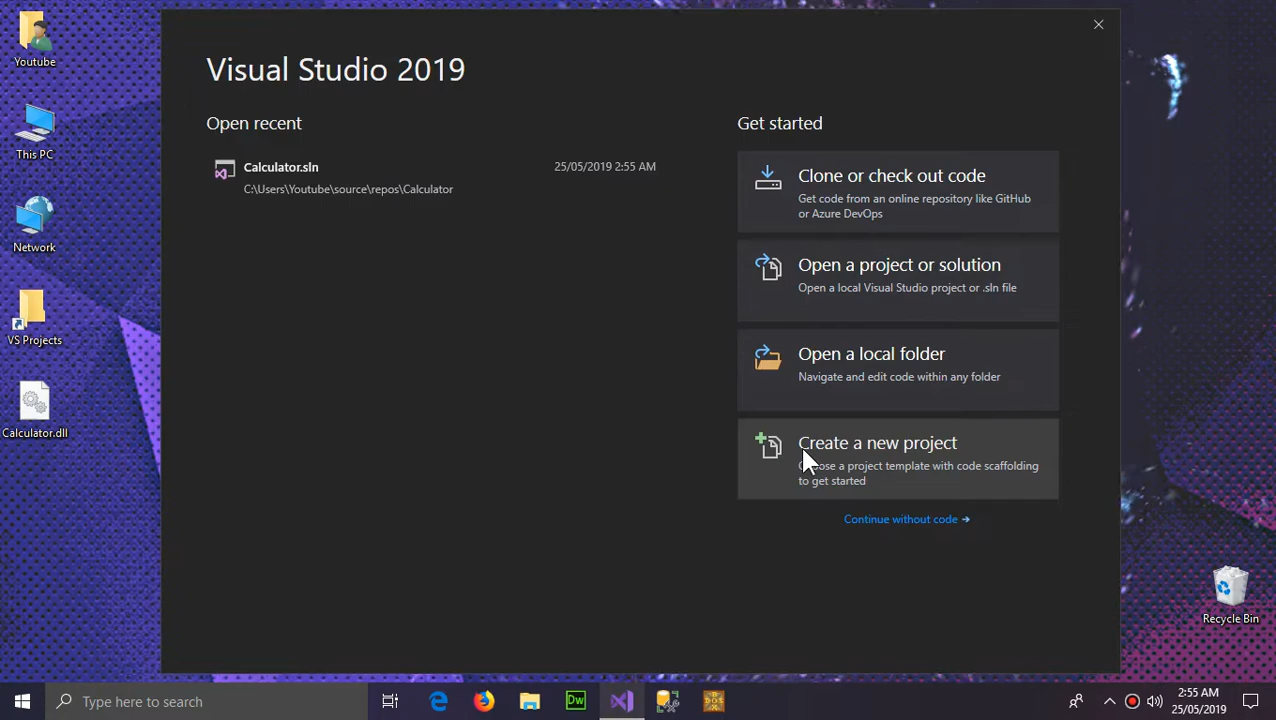 Youtube
This PC
Network
VS Projects
Calculator.dll
Visual Studio 2019
Open recent
Calculator.sln
25/05/2019 2:55 AM
C:\Users\Youtube\source\repos\Calculator
Get started
Clone or check out code
Get code from an online repository like GitHub
or Azure DevOps
Open a project or solution
Open a local Visual Studio project or .sln file
Open a local folder
Navigate and edit code within any folder
Create a new project
a project template with code scaffolding
to get started
Continue without code →
Recycle Bin
Type here to search
Dw
DOS
2:55 AM
25/05/2019